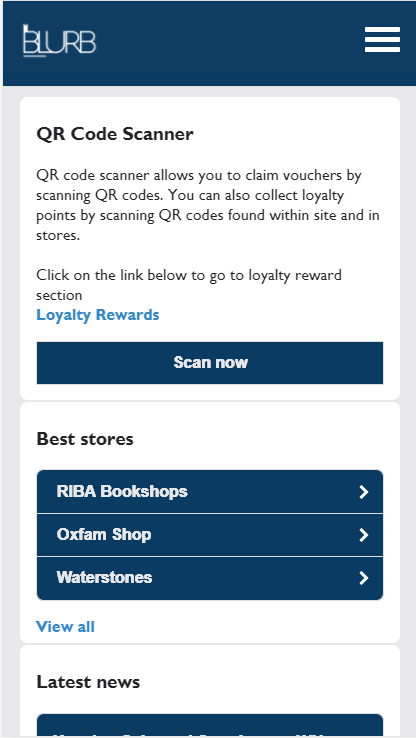 BLURB
QR Code Scanner
QR code scanner allows you to claim vouchers by
scanning QR codes. You can also collect loyalty
points by scanning QR codes found within site and in
stores.
Click on the link below to go to loyalty reward
section
Loyalty Rewards
Scan now
Best stores
RIBA Bookshops
Oxfam Shop
Waterstones
View all
Latest news